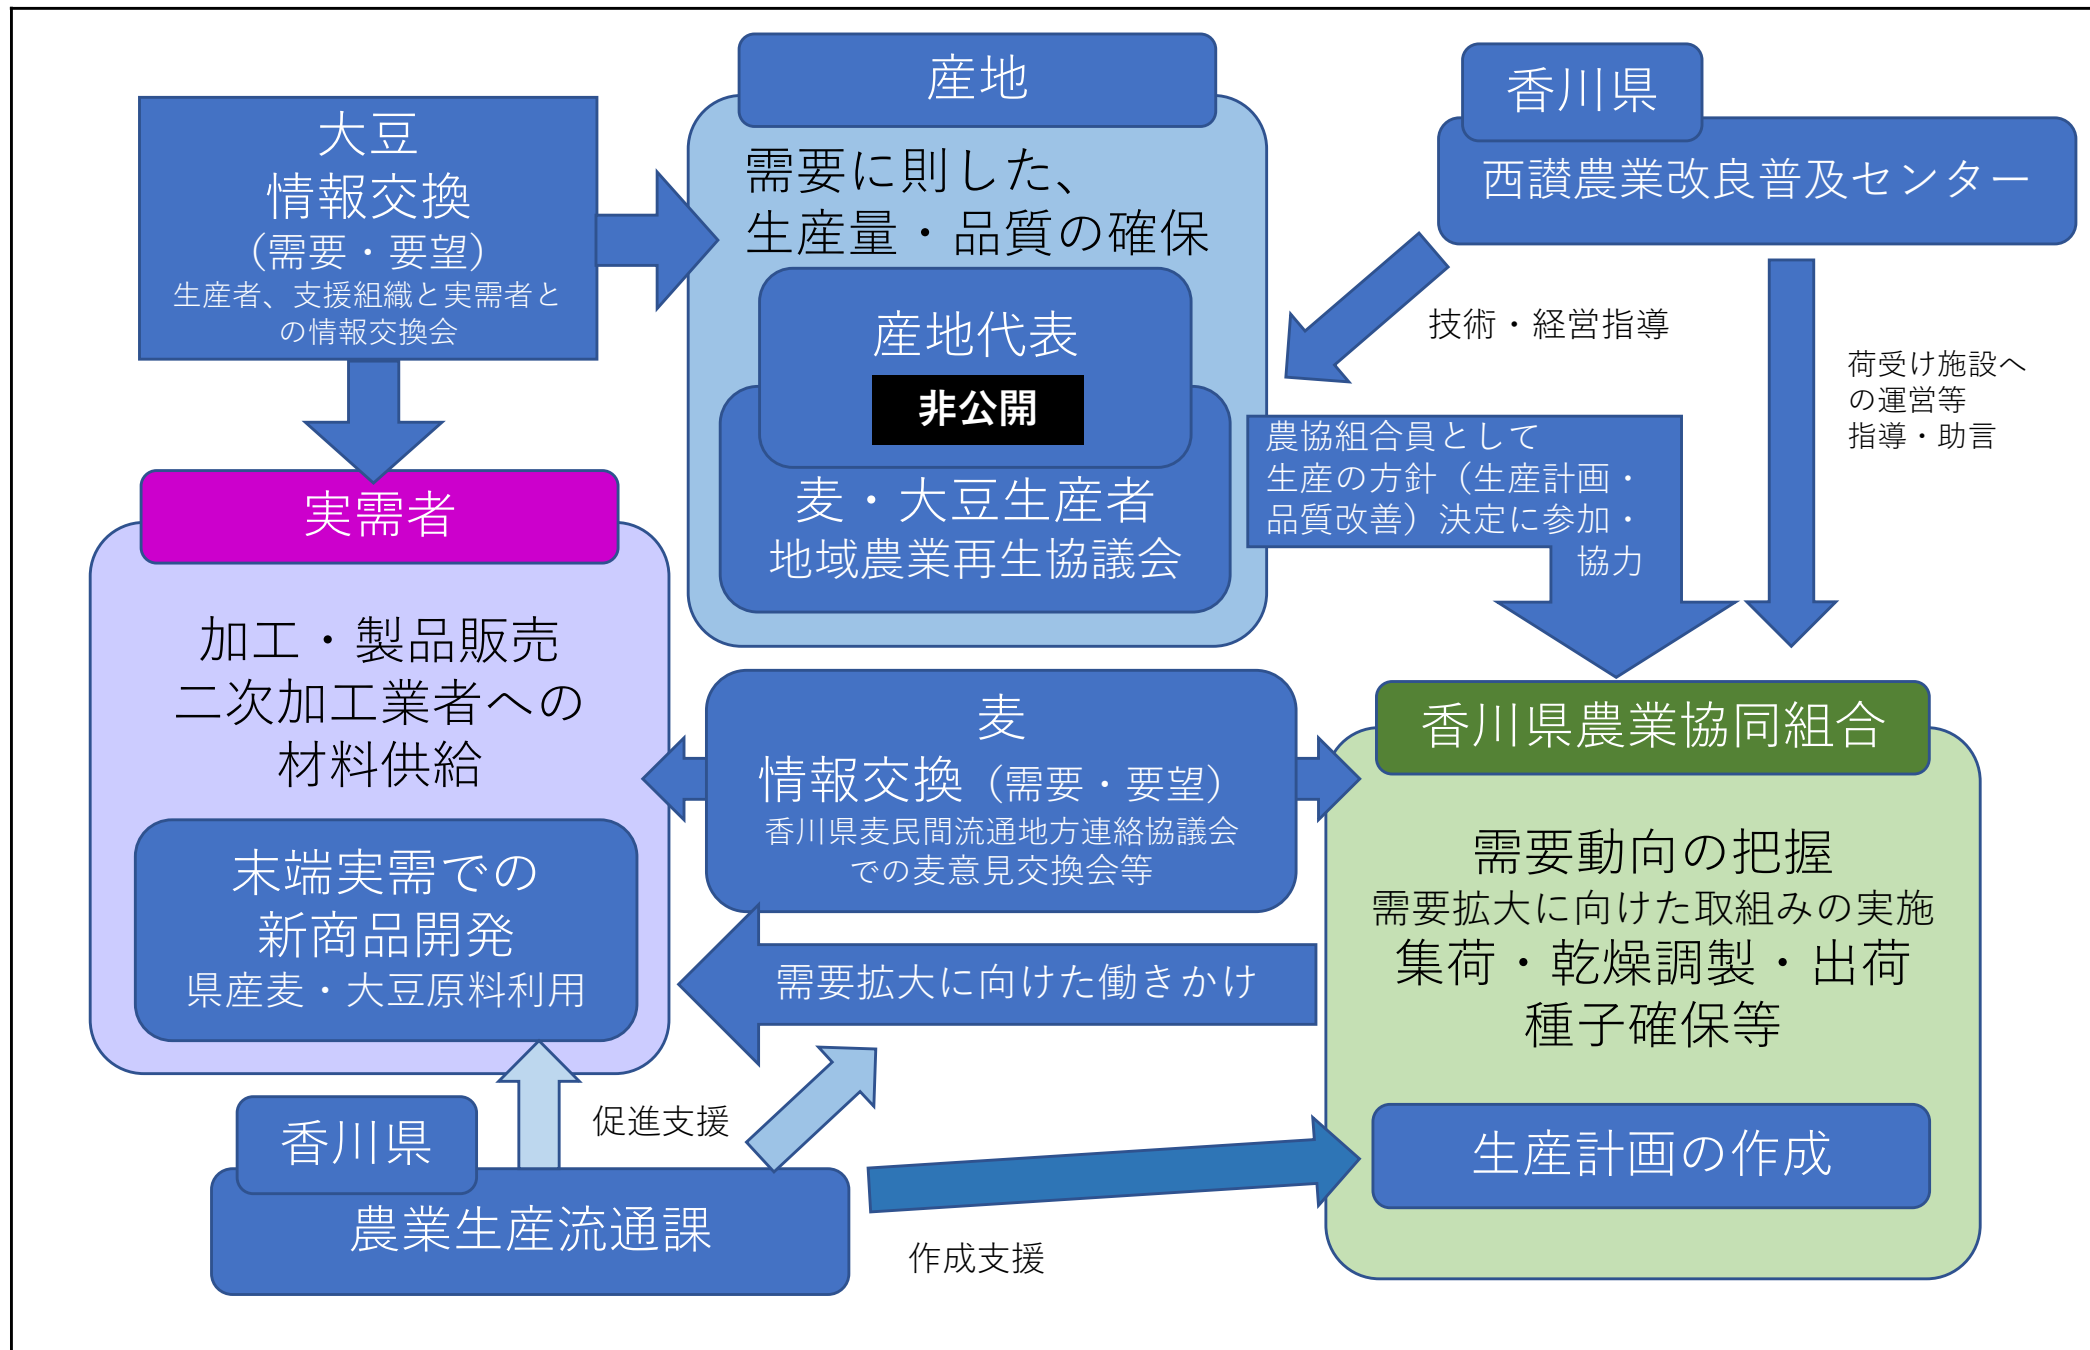 産地
需要に則した、
生産量・品質の確保
産地代表
非公開
麦・大豆生産者
地域農業再生協議会
香川県
西讃農業改良普及センター
大豆
情報交換
（需要・要望）
生産者、支援組織と実需者と
の情報交換会
技術・経営指導
荷受け施設へ
の運営等
指導・助言
農協組合員として
生産の方針（生産計画・
品質改善）決定に参加・
協力
実需者
加工・製品販売
二次加工業者への
材料供給
末端実需での
新商品開発
県産麦・大豆原料利用
麦
情報交換（需要・要望）
香川県麦民間流通地方連絡協議会
での麦意見交換会等
需要拡大に向けた働きかけ
香川県農業協同組合
需要動向の把握
需要拡大に向けた取組みの実施
集荷・乾燥調製・出荷
種子確保等
生産計画の作成
促進支援
香川県
農業生産流通課
作成支援